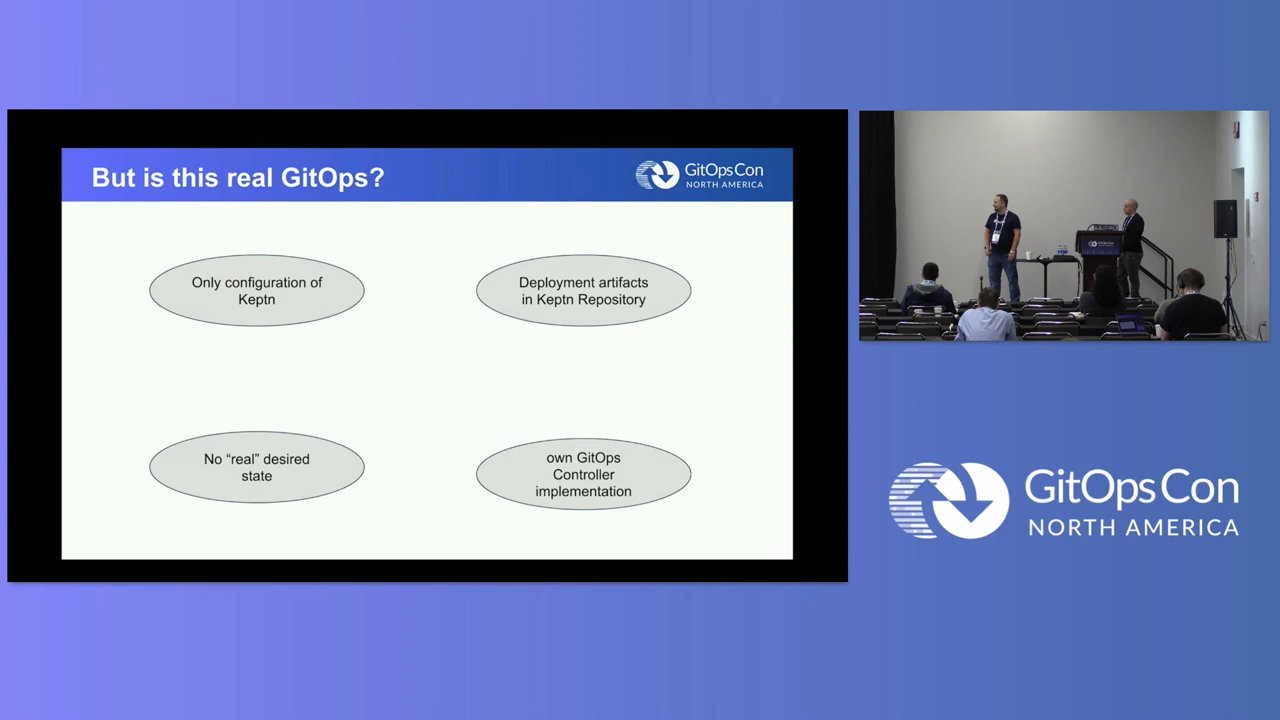 But is this real GitOps?
GitOpsCon
NORTH AMERICA
Only configuration of
Keptn
Deployment artifacts
in Keptn Repository
No “real” desired
state
own GitOps
Controller
implementation
GitOpsCon
NORTH AMERICA